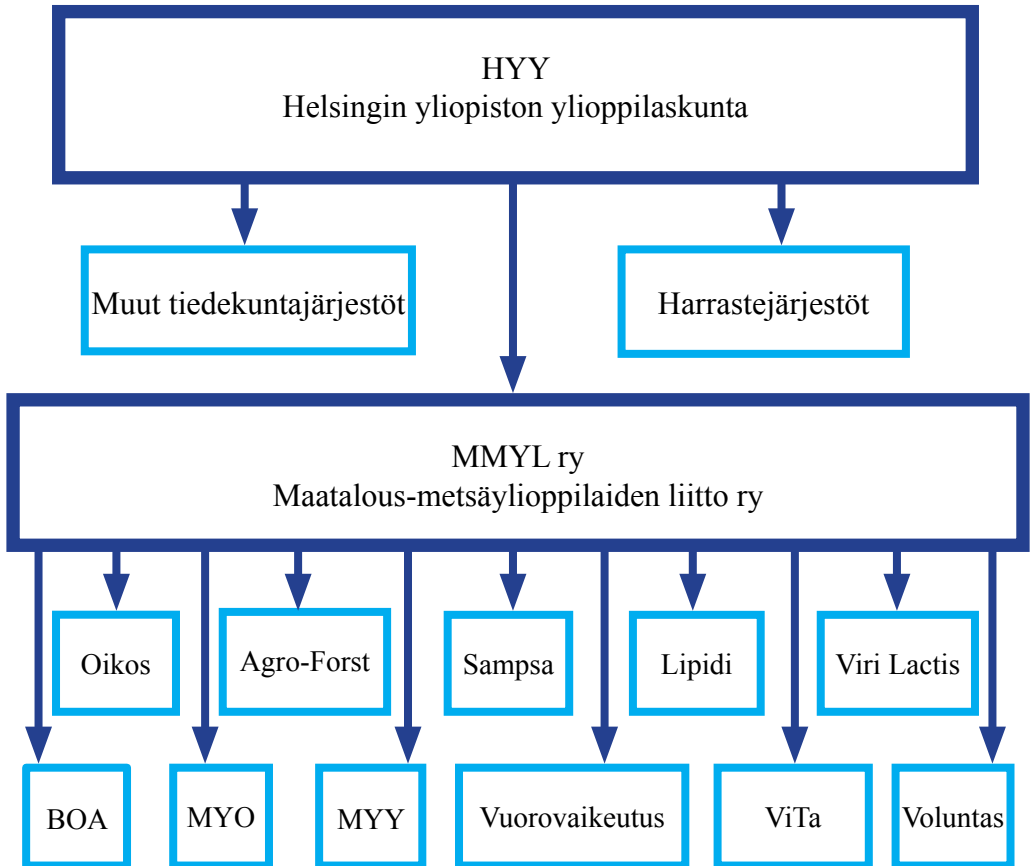 HYY
Helsingin yliopiston ylioppilaskunta
Muut tiedekuntajärjestöt
Harrastejärjestöt
MMYL ry
Maatalous-metsäylioppilaiden liitto ry
Oikos
Agro-Forst
Sampsa
Lipidi
Viri Lactis
BOA
MYO
MYY
Vuorovaikeutus
ViTa
Voluntas